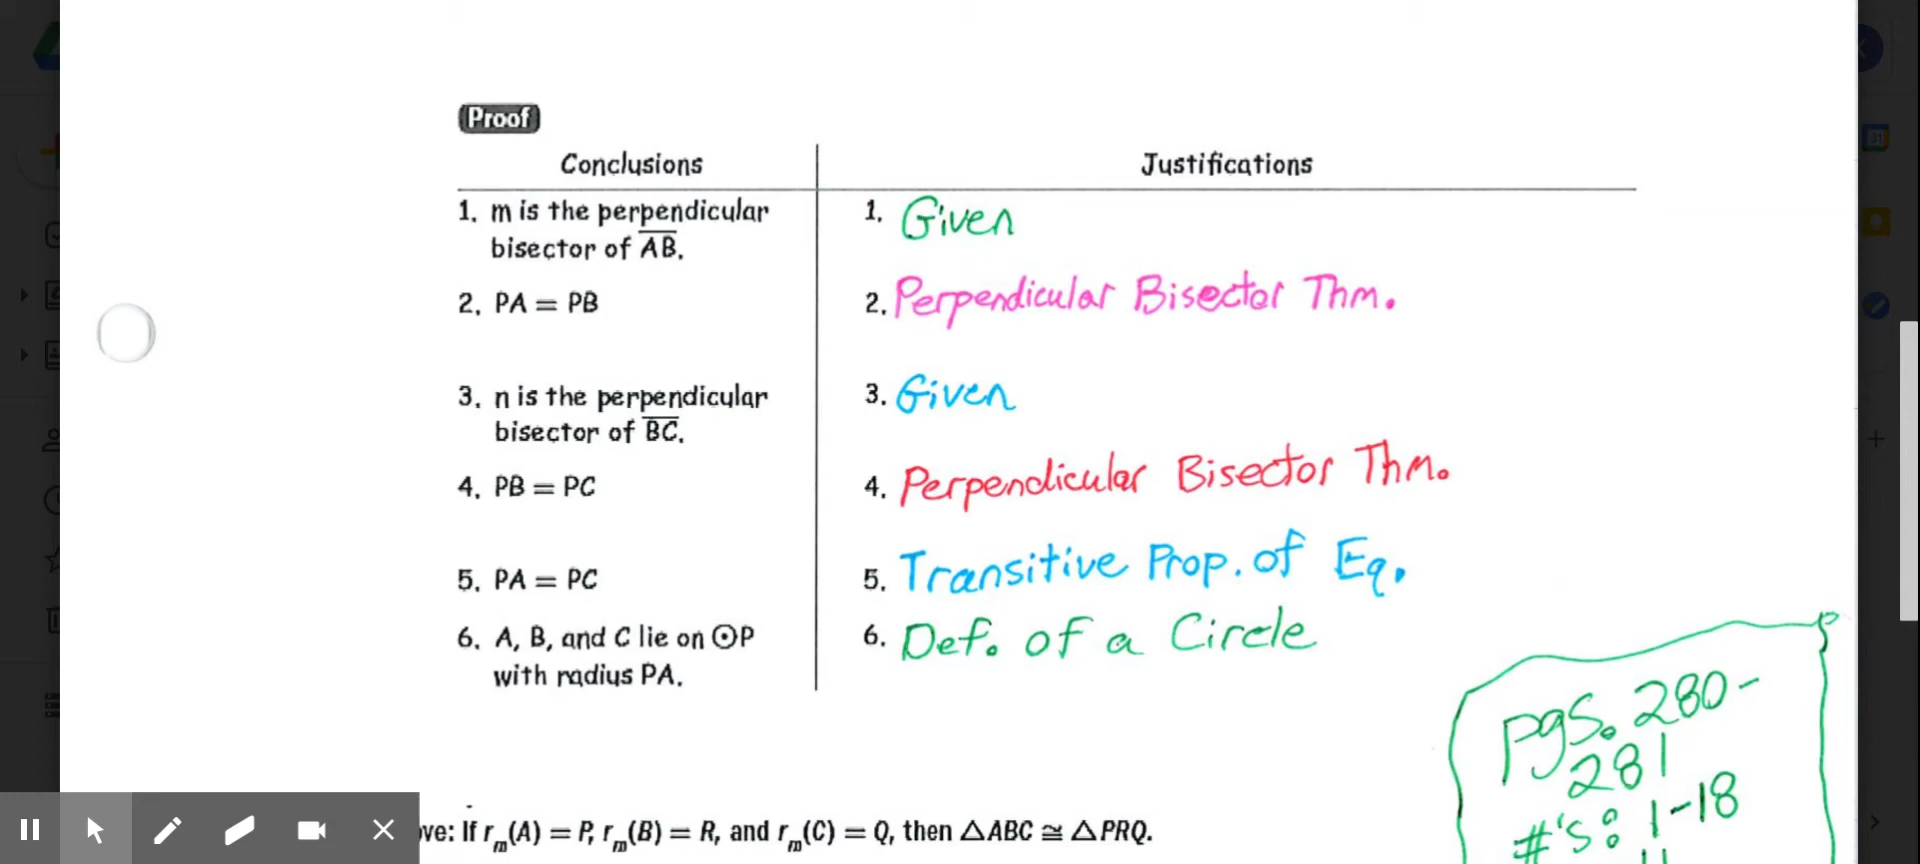 Proof
Conclusions
Justifications
1. m is the perpendicular
bisector of AB.
1. Given
2. PA = PB
2. Perpendicular Bisector Thm.
3. n is the perpendicular
bisector of BC.
3. Given
4. PB = PC
4. Perpendicular Bisector Thm.
5. PA = PC
5. Transitive Prop. of Eq.
6. A, B, and C lie on ⊙P
with radius PA.
6. Def. of a Circle
pgs. 280-
281
#'s: 1-18
ve: If rm(A) = P, rm(B) = R, and rm(C) = Q, then △ABC ≅ △PRQ.